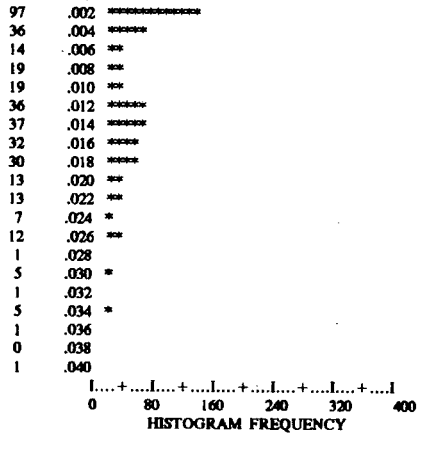 97 .002 *************
36 .004 *****
14 .006 **
19 .008 **
19 .010 **
36 .012 *****
37 .014 *****
32 .016 ****
30 .018 ****
13 .020 **
13 .022 **
7 .024 *
12 .026 **
1 .028
5 .030 *
1 .032
5 .034 *
1 .036
0 .038
1 .040
I....+....I....+....I....+....I....+....I....+....I
0 80 160 240 320 400
HISTOGRAM FREQUENCY